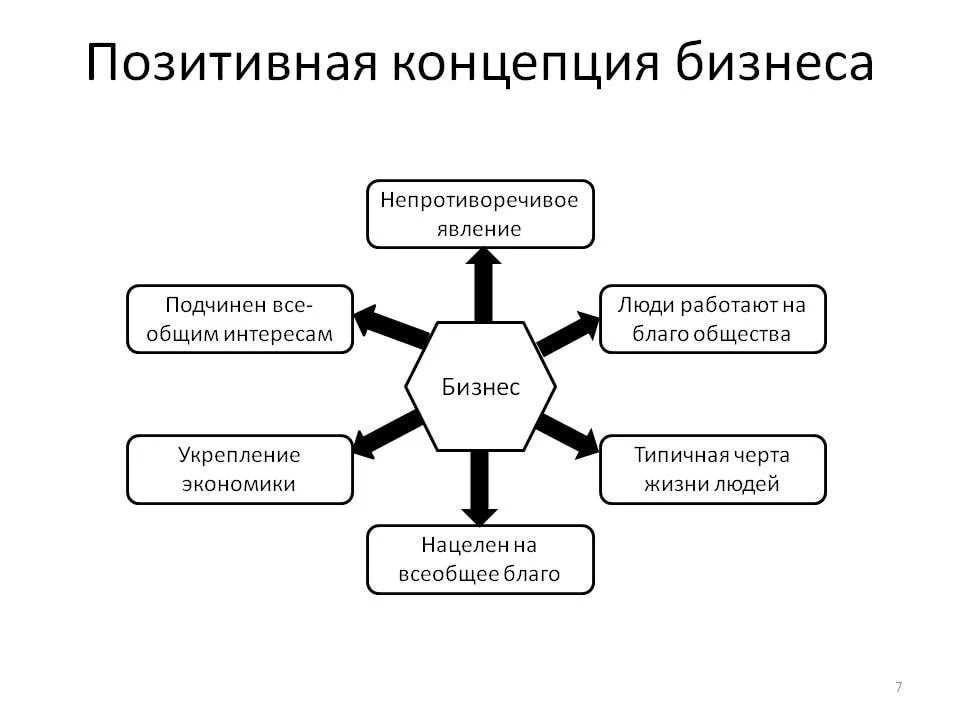 Позитивная концепция бизнеса
Непротиворечивое
явление
Подчинен все-
общим интересам
Люди работают на
благо общества
Бизнес
Укрепление
экономики
Типичная черта
жизни людей
Нацелен на
всеобщее благо
7